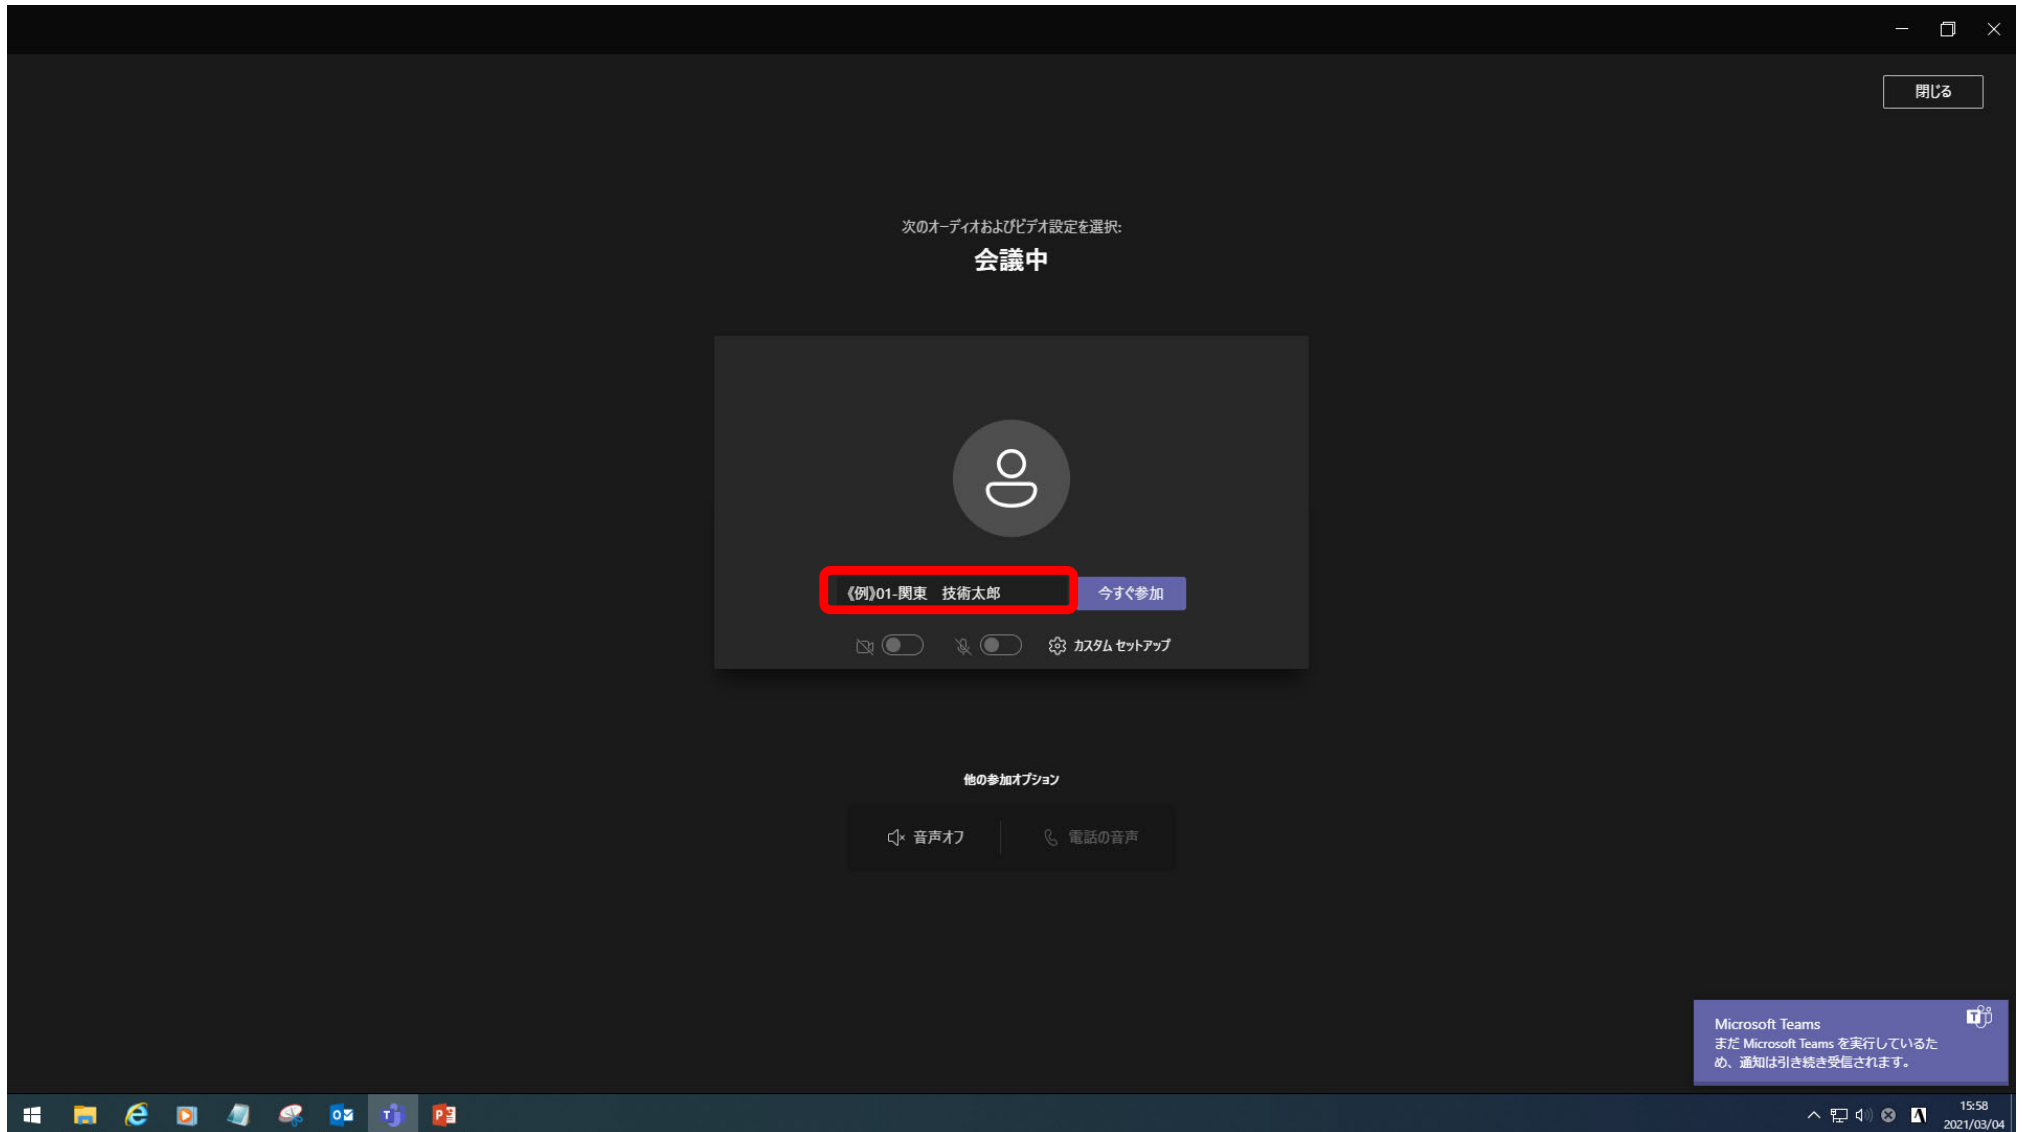 閉じる
次のオーディオおよびビデオ設定を選択:
会議中
《例》01-関東　技術太郎
今すぐ参加
カスタム セットアップ
他の参加オプション
音声オフ
電話の音声
Microsoft Teams
まだ Microsoft Teams を実行しているた
め、通知は引き続き受信されます。
15:58
2021/03/04